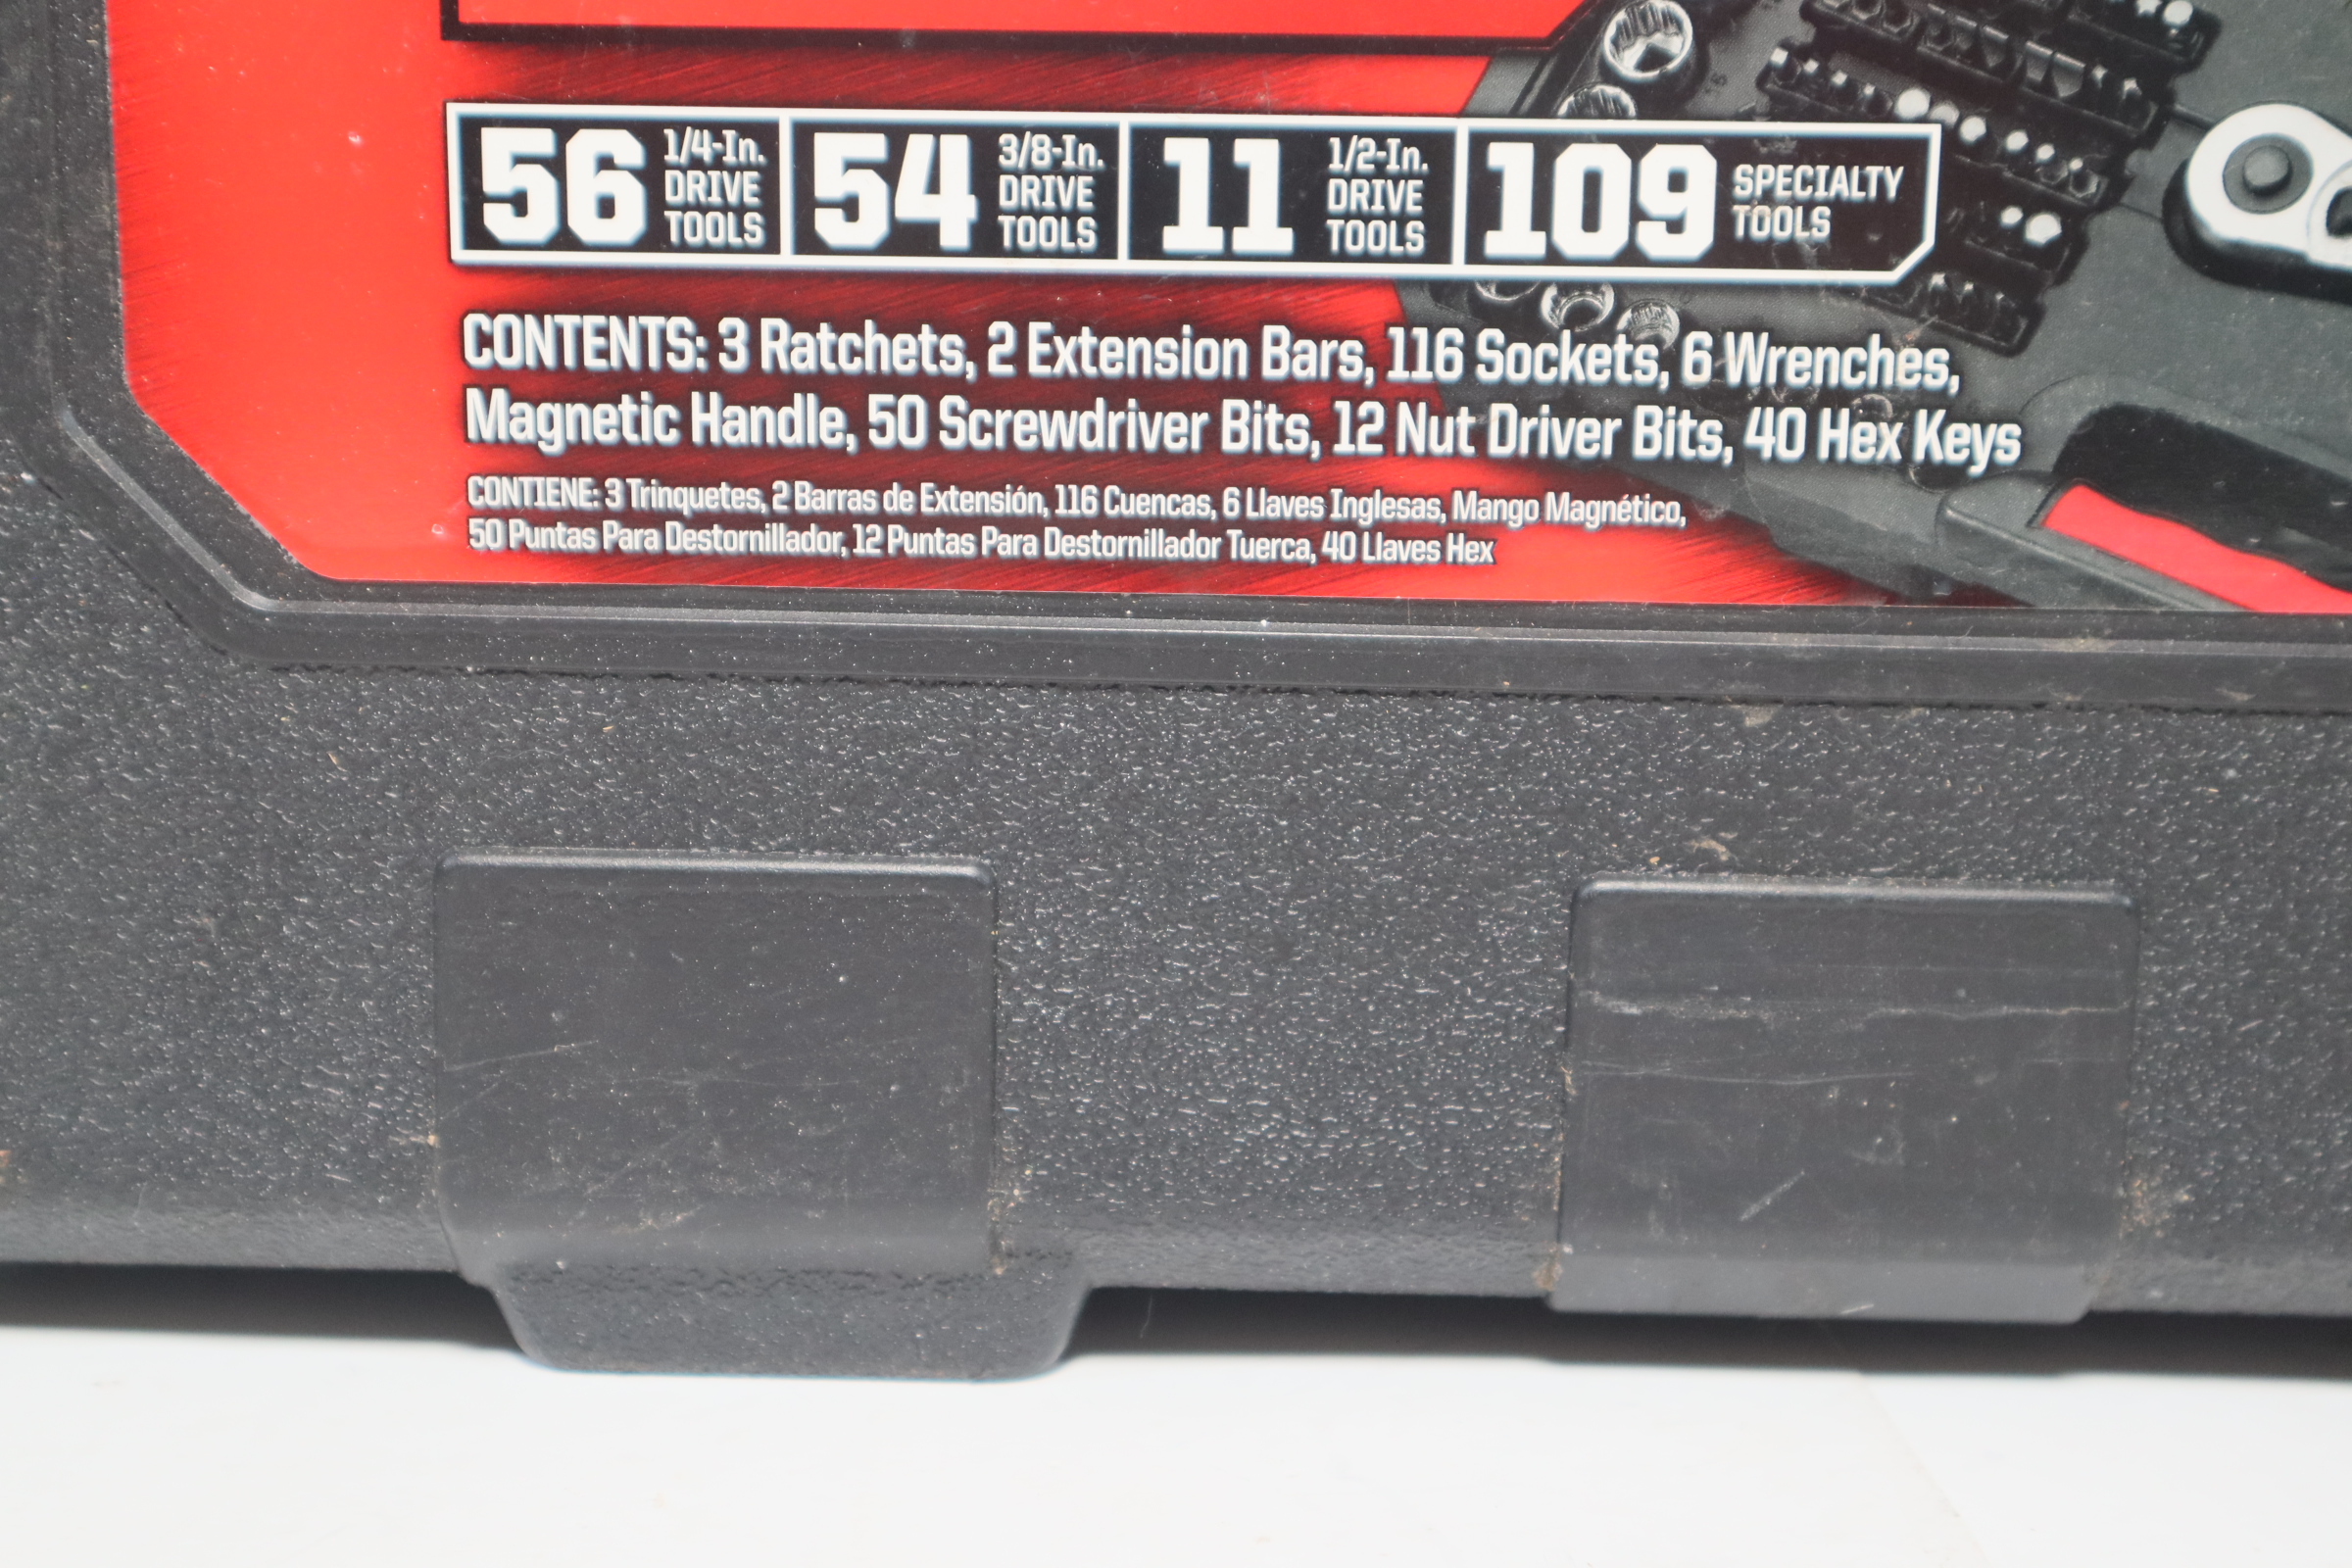 56 1/4-In. DRIVE TOOLS
54 3/8-In. DRIVE TOOLS
11 1/2-In. DRIVE TOOLS
109 SPECIALTY TOOLS
CONTENTS: 3 Ratchets, 2 Extension Bars, 116 Sockets, 6 Wrenches,
Magnetic Handle, 50 Screwdriver Bits, 12 Nut Driver Bits, 40 Hex Keys
CONTIENE: 3 Trinquetes, 2 Barras de Extensión, 116 Cuencas, 6 Llaves Inglesas, Mango Magnético,
50 Puntas Para Destornillador, 12 Puntas Para Destornillador Tuerca, 40 Llaves Hex